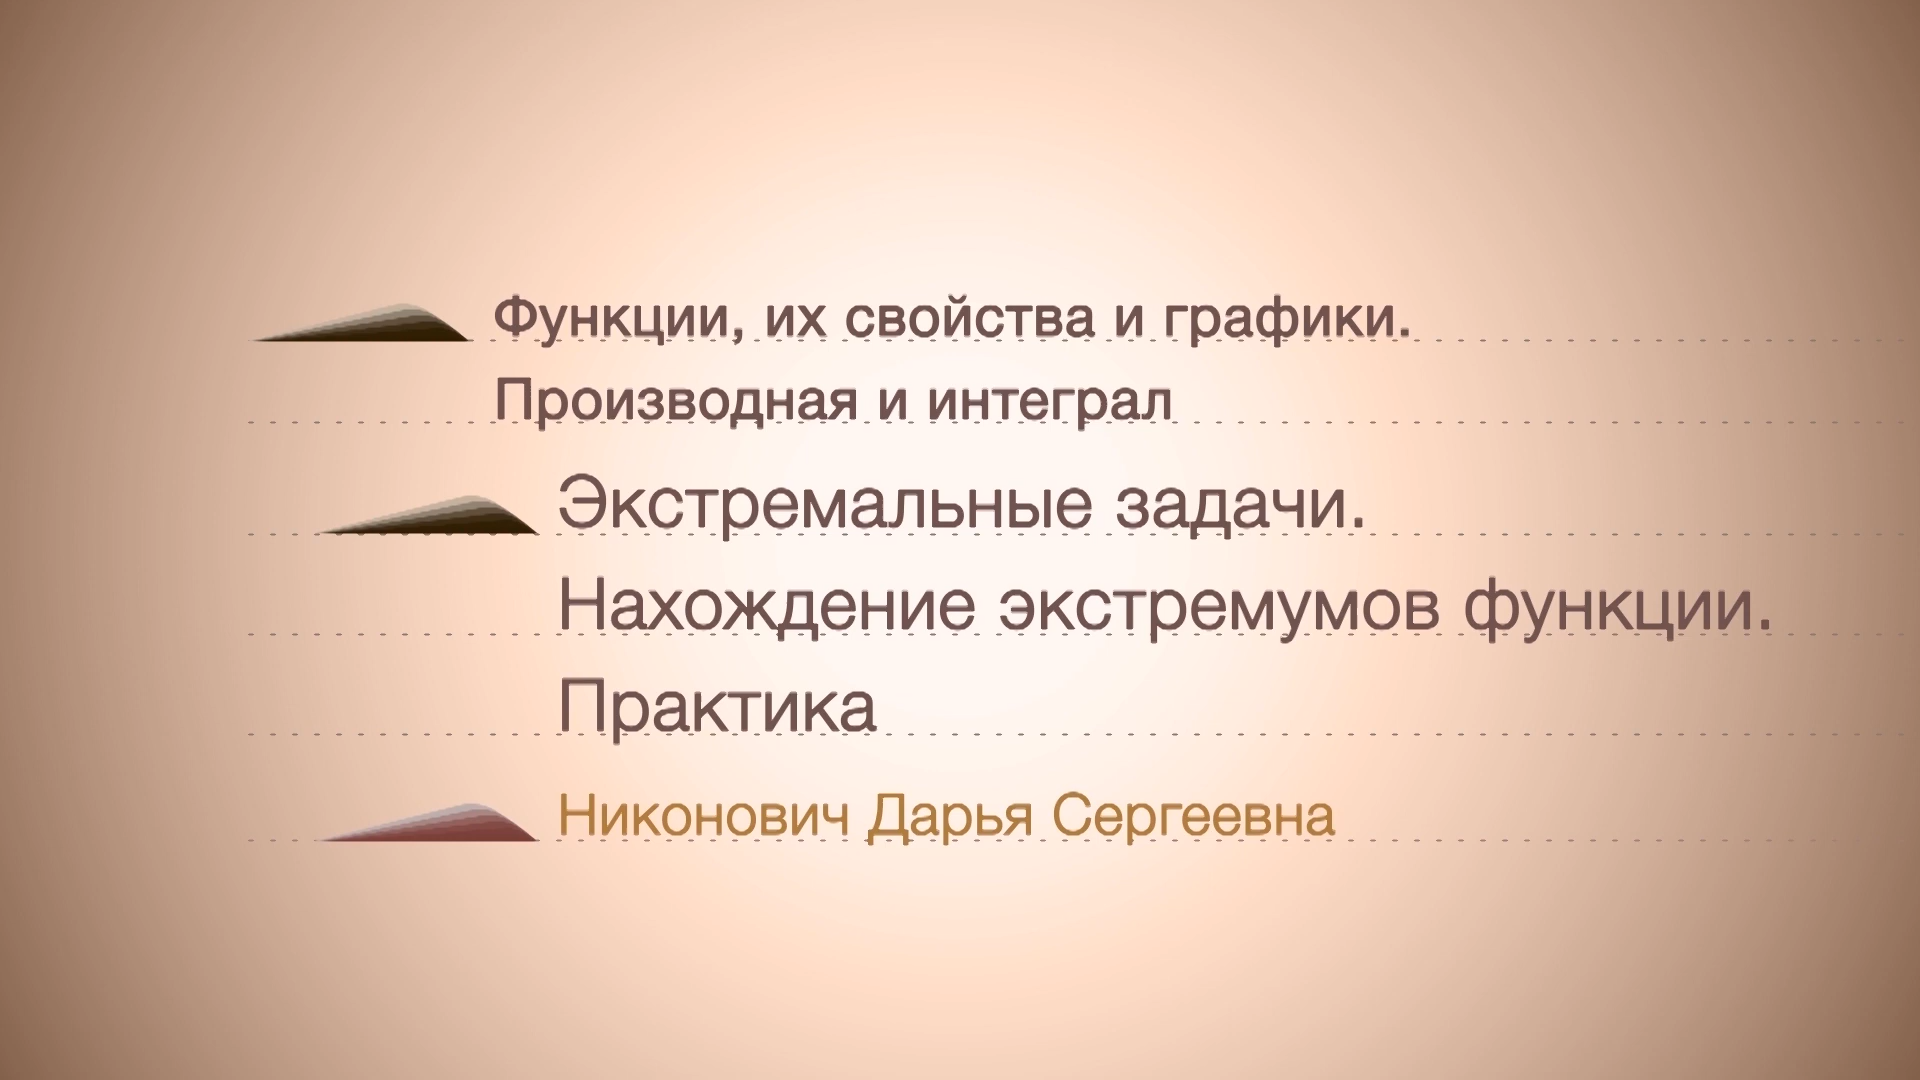 Функции, их свойства и графики.
Производная и интеграл
Экстремальные задачи.
Нахождение экстремумов функции.
Практика
Никонович Дарья Сергеевна